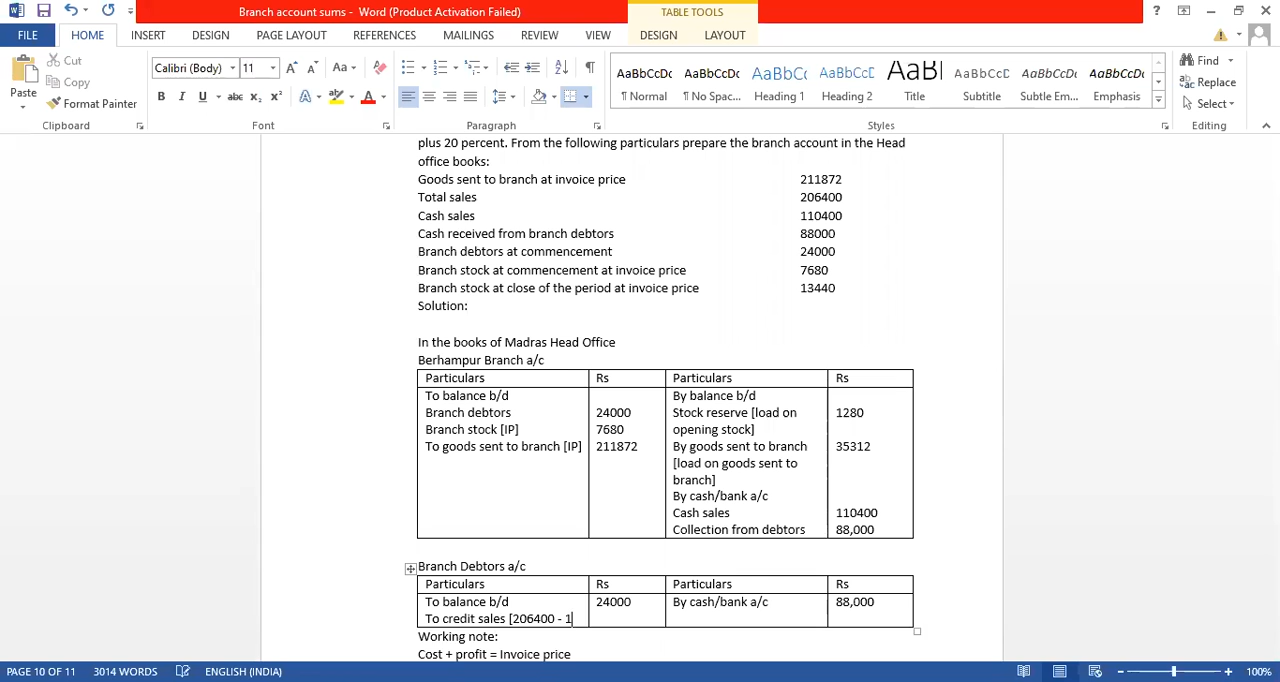 Branch account sums - Word (Product Activation Failed)
TABLE TOOLS
?
FILE HOME INSERT DESIGN PAGE LAYOUT REFERENCES MAILINGS REVIEW VIEW DESIGN LAYOUT
Paste
Cut
Copy
Format Painter
Clipboard
Calibri (Body) 11
Font
Paragraph
AaBbCcDc AaBbCcDc AaBbCc AaBbCcD AaBl AaBbCcD AaBbCcDc AaBbCcDc
¶ Normal ¶ No Spac... Heading 1 Heading 2 Title Subtitle Subtle Em... Emphasis
Styles
Find
Replace
Select
Editing
plus 20 percent. From the following particulars prepare the branch account in the Head
office books:
Goods sent to branch at invoice price 211872
Total sales 206400
Cash sales 110400
Cash received from branch debtors 88000
Branch debtors at commencement 24000
Branch stock at commencement at invoice price 7680
Branch stock at close of the period at invoice price 13440
Solution:
In the books of Madras Head Office
Berhampur Branch a/c
Particulars Rs Particulars Rs
To balance b/d By balance b/d
Branch debtors 24000 Stock reserve [load on 1280
Branch stock [IP] 7680 opening stock]
To goods sent to branch [IP] 211872 By goods sent to branch 35312
[load on goods sent to
branch]
By cash/bank a/c
Cash sales 110400
Collection from debtors 88,000
Branch Debtors a/c
Particulars Rs Particulars Rs
To balance b/d 24000 By cash/bank a/c 88,000
To credit sales [206400 - 1
Working note:
Cost + profit = Invoice price
PAGE 10 OF 11 3014 WORDS ENGLISH (INDIA) 100%